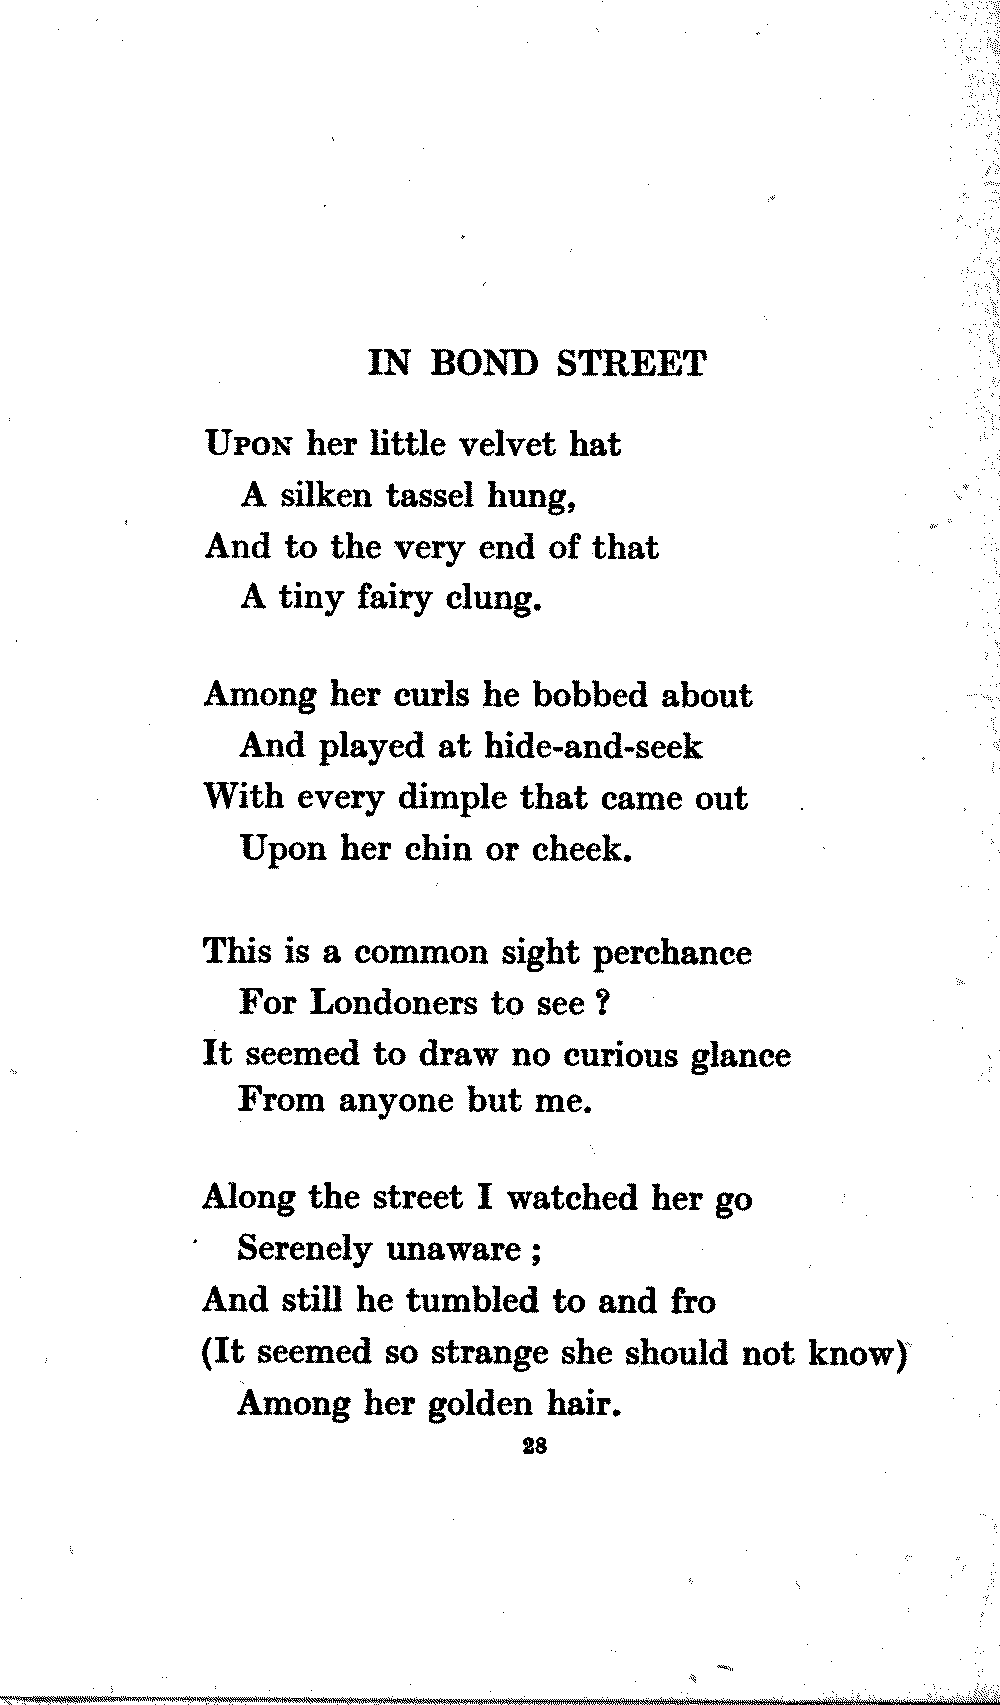 IN BOND STREET
UPON her little velvet hat
A silken tassel hung,
And to the very end of that
A tiny fairy clung.
Among her curls he bobbed about
And played at hide-and-seek
With every dimple that came out
Upon her chin or cheek.
This is a common sight perchance
For Londoners to see ?
It seemed to draw no curious glance
From anyone but me.
Along the street I watched her go
Serenely unaware ;
And still he tumbled to and fro
(It seemed so strange she should not know)
Among her golden hair.
28